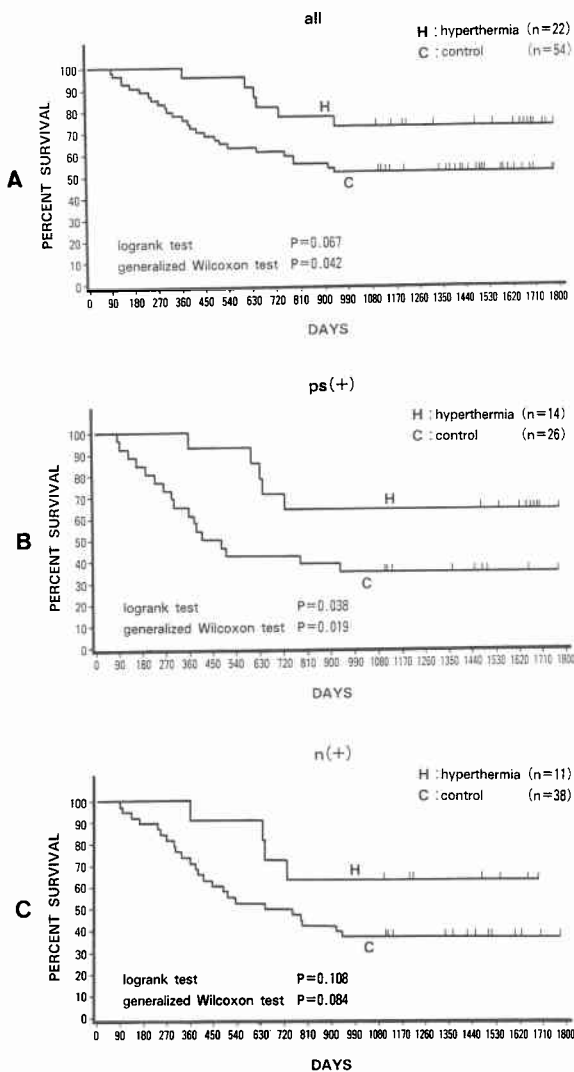 all
H : hyperthermia (n=22)
C : control (n=54)
A
PERCENT SURVIVAL
100
90
80
70
60
50
40
30
20
10
0
H
C
logrank test P=0.067
generalized Wilcoxon test P=0.042
0 90 180 270 360 450 540 630 720 810 900 990 1080 1170 1260 1350 1440 1530 1620 1710 1800
DAYS
ps(+)
H : hyperthermia (n=14)
C : control (n=26)
B
PERCENT SURVIVAL
100
90
80
70
60
50
40
30
20
10
0
H
C
logrank test P=0.038
generalized Wilcoxon test P=0.019
0 90 180 270 360 450 540 630 720 810 900 990 1080 1170 1260 1350 1440 1530 1620 1710 1800
DAYS
n(+)
H : hyperthermia (n=11)
C : control (n=38)
C
PERCENT SURVIVAL
100
90
80
70
60
50
40
30
20
10
0
H
C
logrank test P=0.108
generalized Wilcoxon test P=0.084
0 90 180 270 360 450 540 630 720 810 900 990 1080 1170 1260 1350 1440 1530 1620 1710 1800
DAYS